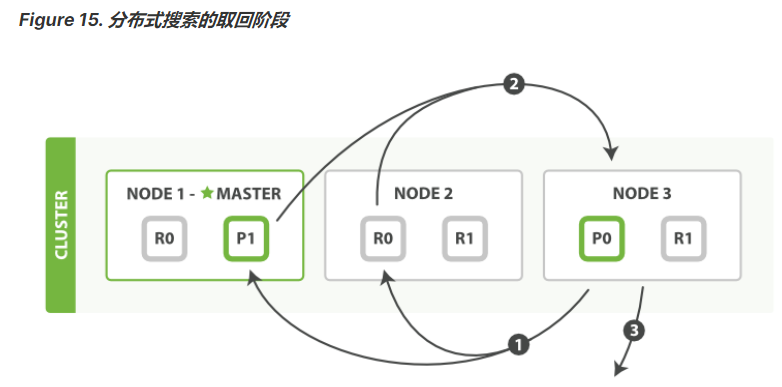 Figure 15. 分布式搜索的取回阶段
2
CLUSTER
NODE 1 - ★ MASTER
R0
P1
NODE 2
R0
R1
NODE 3
P0
R1
1
3